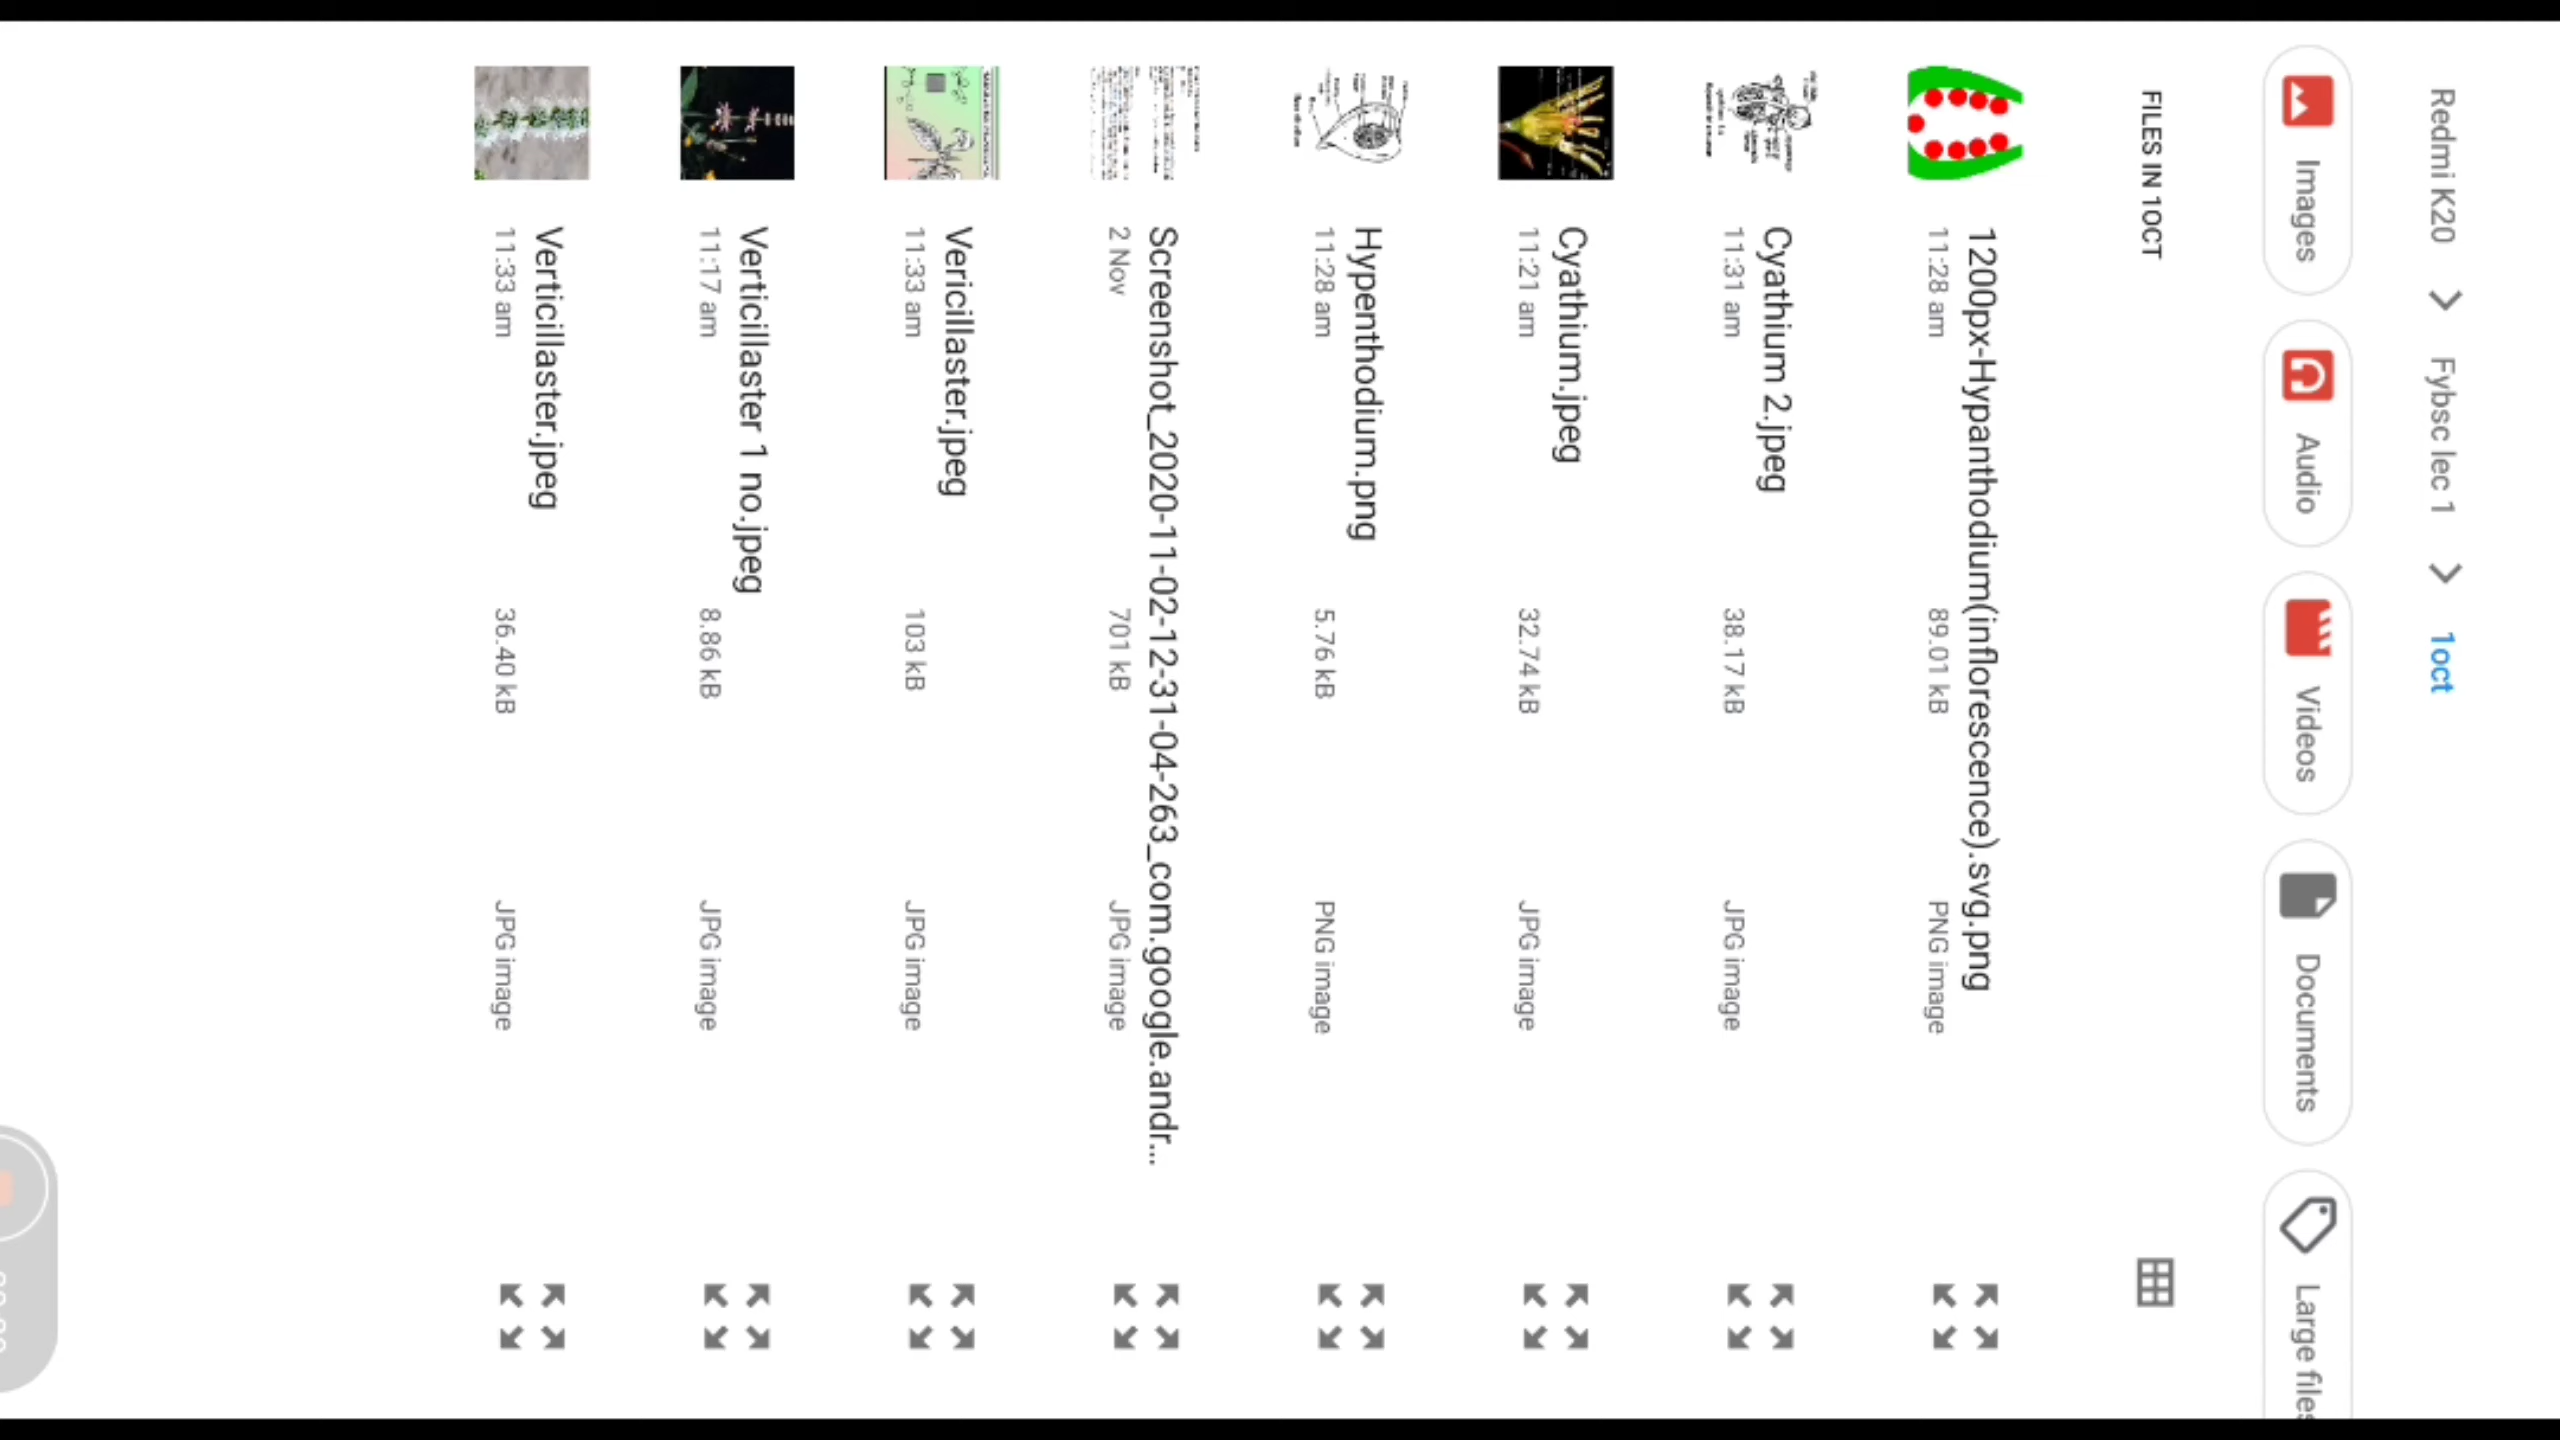 Redmi K20 > Fybsc lec 1 > 1oct
Images Audio Videos Documents Large files
FILES IN 1OCT
1200px-Hypanthodium(inflorescence).svg.png
11:28 am 89.01 kB PNG image
Cyathium 2.jpeg
11:31 am 38.17 kB JPG image
Cyathium.jpeg
11:21 am 32.74 kB JPG image
Hypenthodium.png
11:28 am 5.76 kB PNG image
Screenshot_2020-11-02-12-31-04-263_com.google.andr...
2 Nov 701 kB JPG image
Vericillaster.jpeg
11:33 am 103 kB JPG image
Verticillaster 1 no.jpeg
11:17 am 8.86 kB JPG image
Verticillaster.jpeg
11:33 am 36.40 kB JPG image